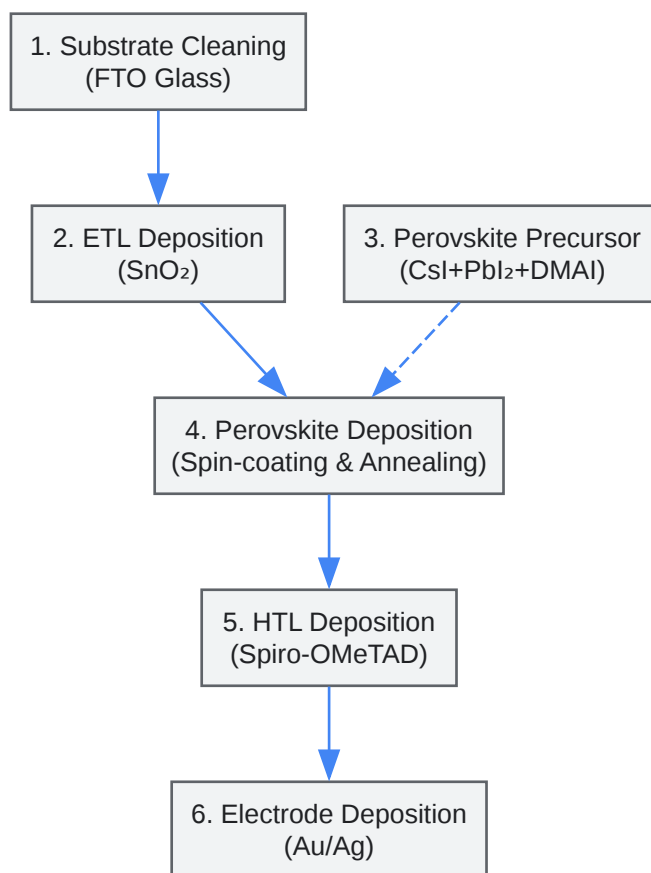 1. Substrate Cleaning
(FTO Glass)
2. ETL Deposition
(SnO₂)
3. Perovskite Precursor
(CsI+PbI₂+DMAI)
4. Perovskite Deposition
(Spin-coating & Annealing)
5. HTL Deposition
(Spiro-OMeTAD)
6. Electrode Deposition
(Au/Ag)